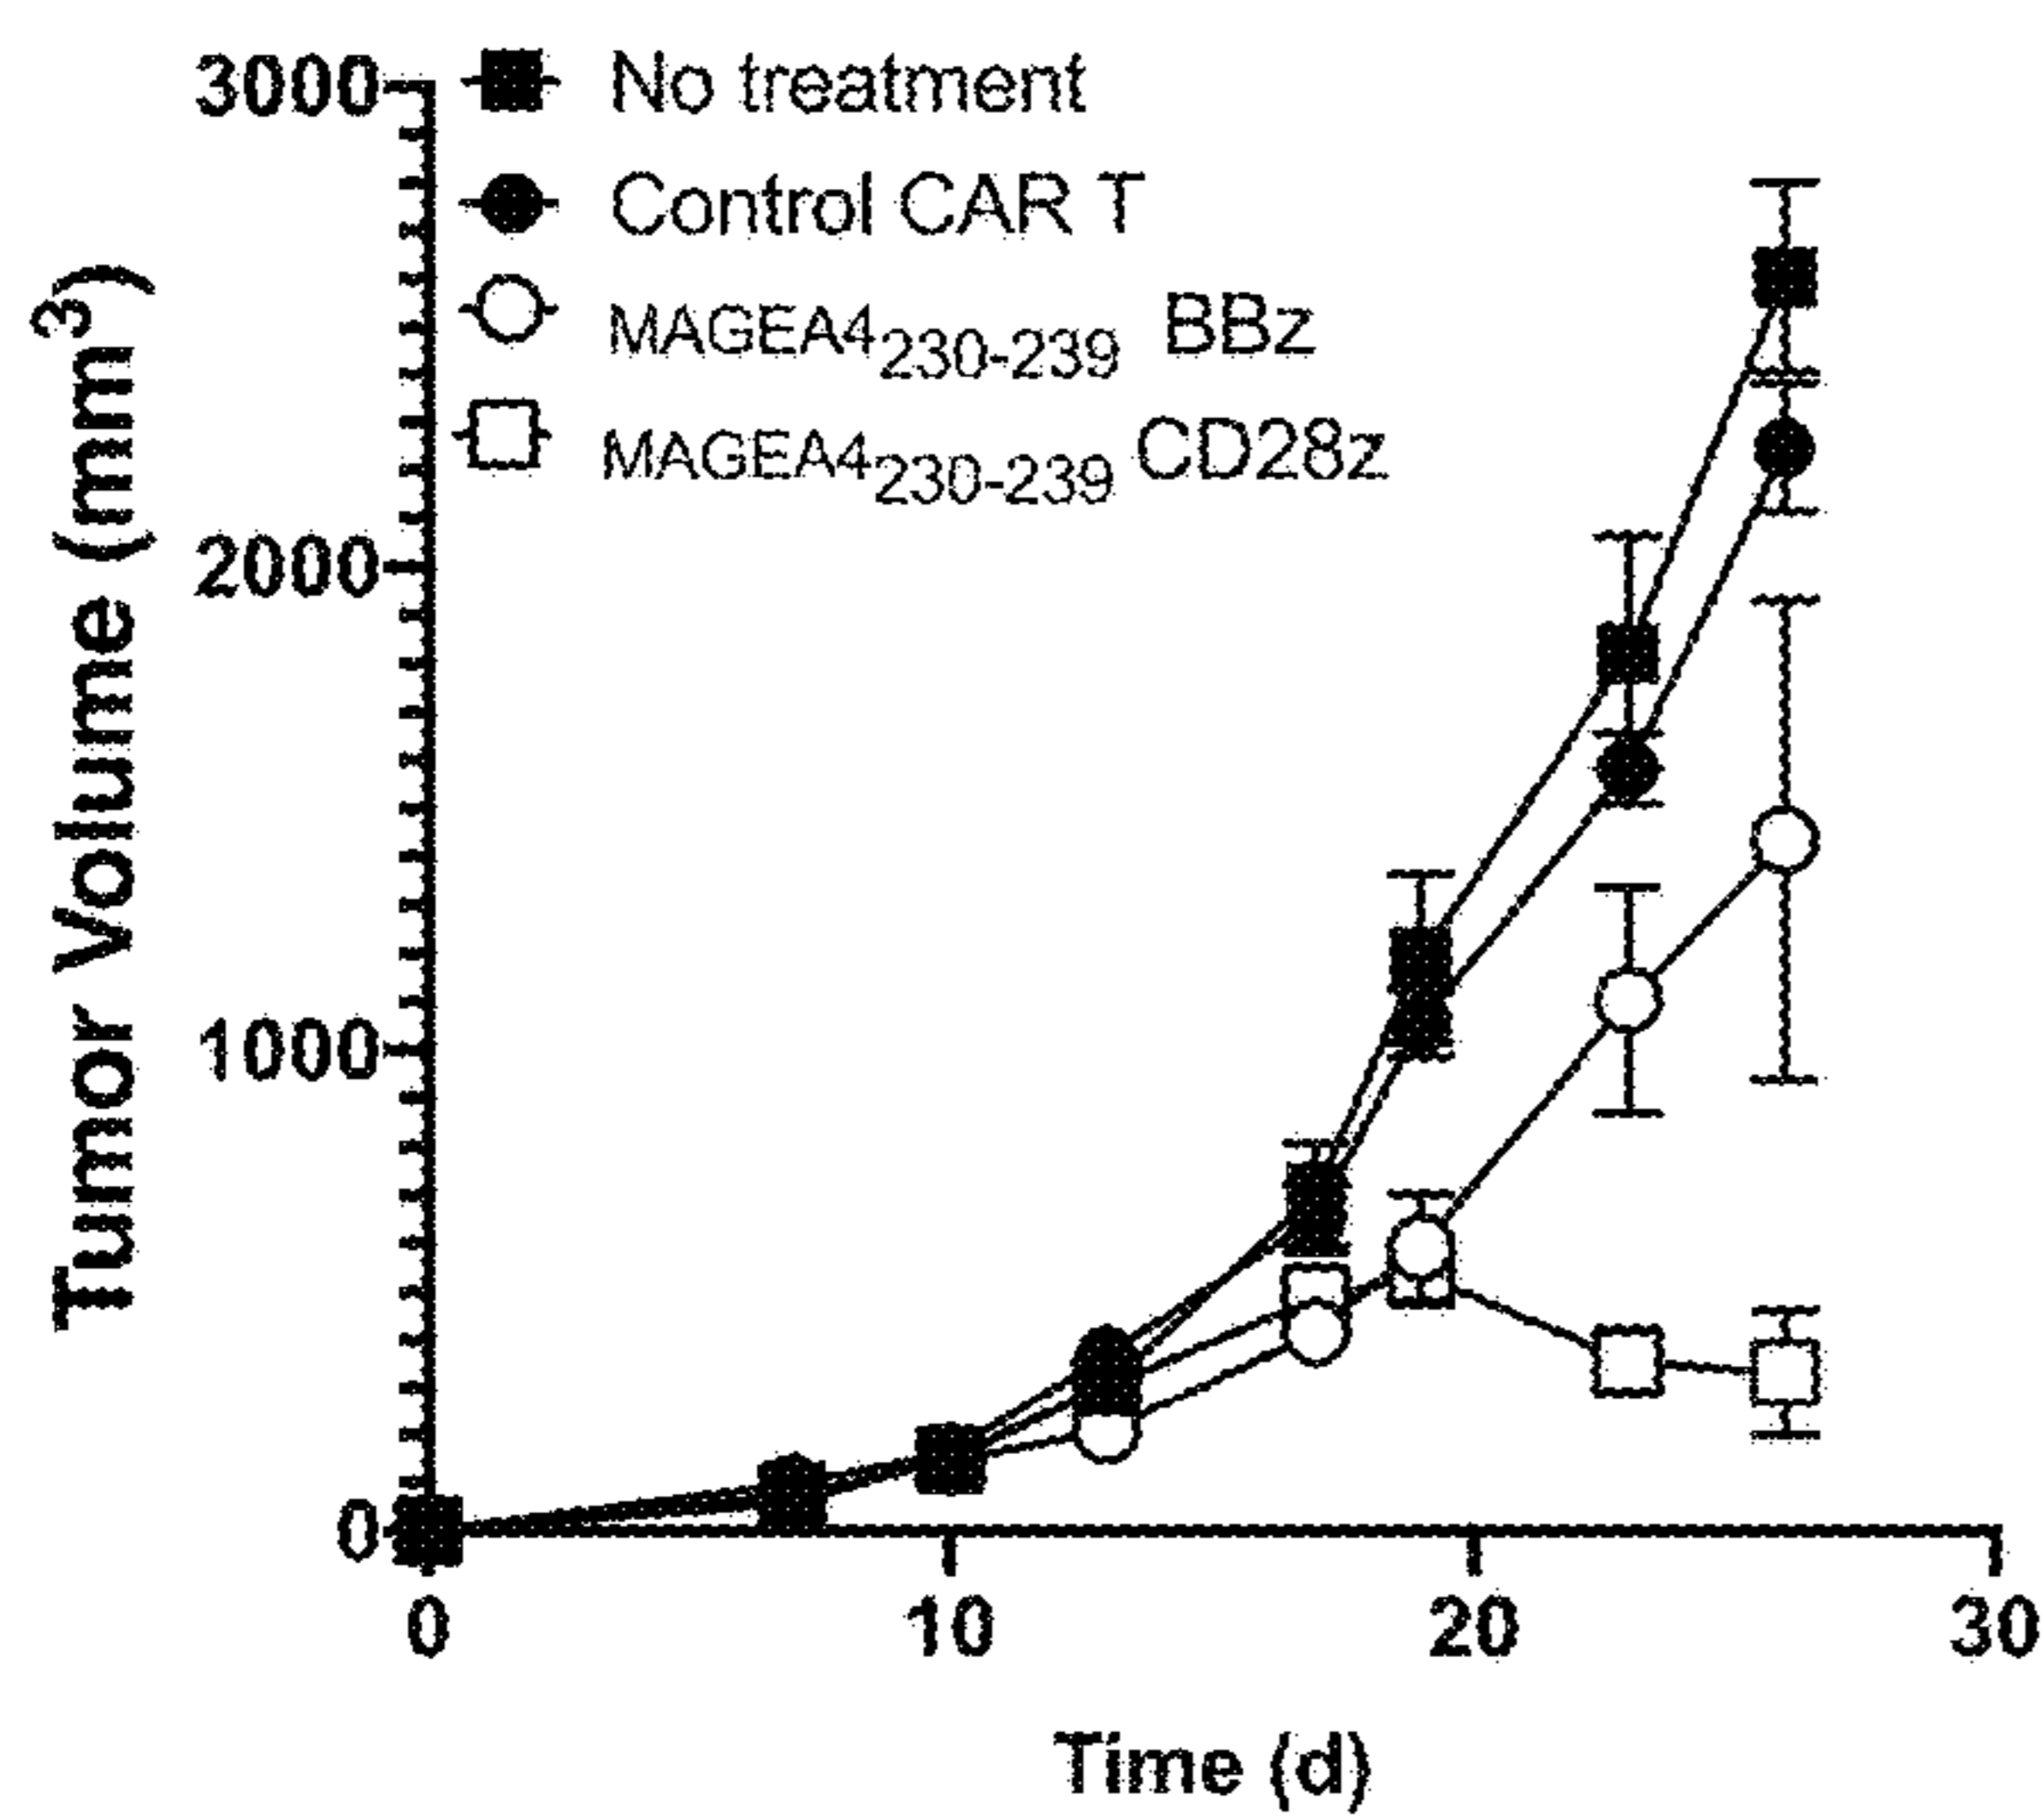 3000
No treatment
Control CAR T
MAGEA4230-239 BBz
MAGEA4230-239 CD28z
Tumor Volume (mm3)
2000
1000
0
0 10 20 30
Time (d)